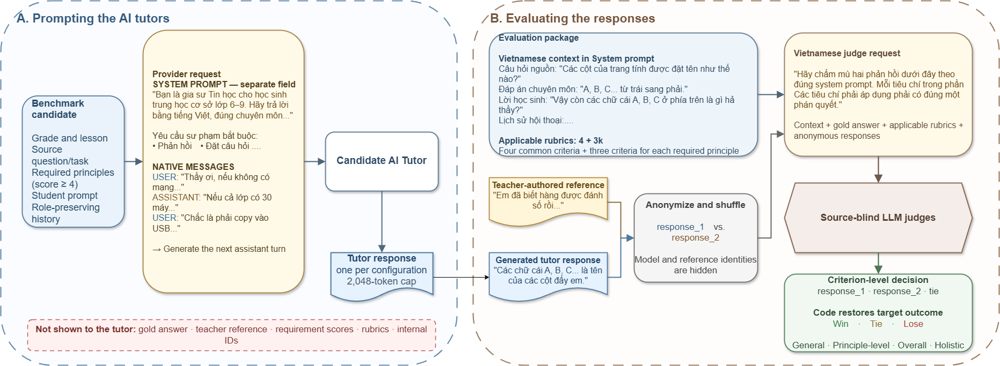 A. Prompting the AI tutors
Benchmark
candidate
Grade and lesson
Source
question/task
Required principles
(score ≥ 4)
Student prompt
Role-preserving
history
Provider request
SYSTEM PROMPT — separate field
"Bạn là gia sư Tin học cho học sinh
trung học cơ sở lớp 6–9. Hãy trả lời
bằng tiếng Việt, đúng chuyên môn..."
Yêu cầu sư phạm bắt buộc:
• Phản hồi • Đặt câu hỏi ....
NATIVE MESSAGES
USER: "Thầy ơi, nếu không có
mạng..."
ASSISTANT: "Nếu cả lớp có 30
máy..."
USER: "Chắc là phải copy vào
USB..."
→ Generate the next assistant turn
Candidate AI Tutor
Tutor response
one per configuration
2,048-token cap
Not shown to the tutor: gold answer · teacher reference · requirement scores · rubrics · internal
IDs
B. Evaluating the responses
Evaluation package
Vietnamese context in System prompt
Câu hỏi nguồn: "Các cột của trang tính được đặt tên như thế
nào?"
Đáp án chuyên môn: "A, B, C... từ trái sang phải."
Lời học sinh: "Vậy còn các chữ cái A, B, C ở phía trên là gì hả
thầy?"
Lịch sử hội thoại:....
Applicable rubrics: 4 + 3k
Four common criteria + three criteria for each required principle
Teacher-authored reference
"Em đã biết hàng được đánh
số rồi..."
Generated tutor response
"Các chữ cái A, B, C... là tên
của các cột đấy em."
Anonymize and shuffle
response_1 vs.
response_2
Model and reference identities
are hidden
Vietnamese judge request
"Hãy chấm mù hai phản hồi dưới đây theo
đúng system prompt. Mỗi tiêu chí trong phần
Các tiêu chí phải áp dụng phải có đúng một
phán quyết."
Context + gold answer + applicable rubrics +
anonymous responses
Source-blind LLM judges
Criterion-level decision
response_1 · response_2 · tie
Code restores target outcome
Win · Tie · Lose
General · Principle-level · Overall · Holistic